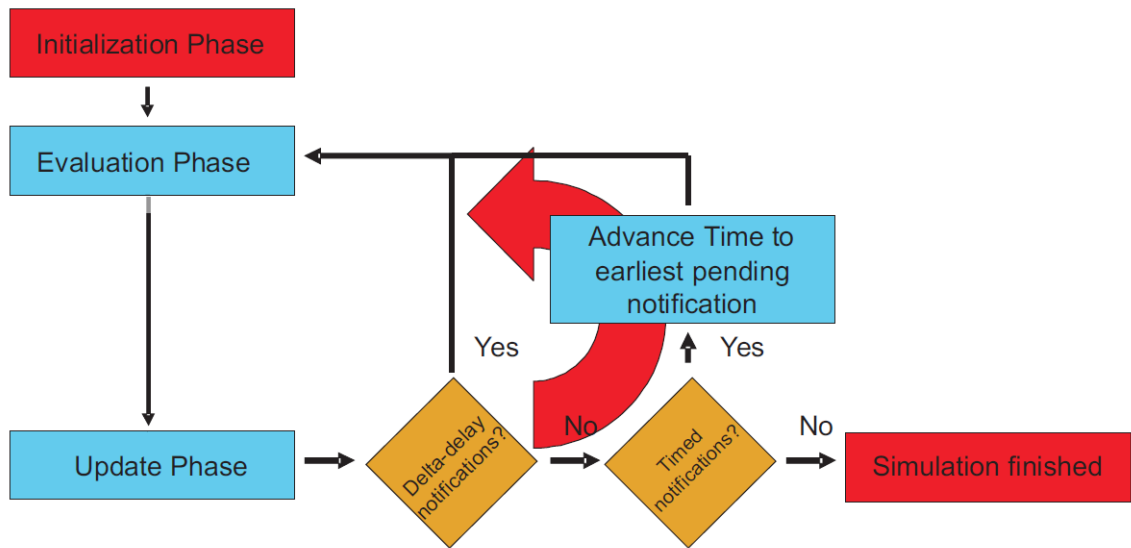 Initialization Phase
Evaluation Phase
Advance Time to
earliest pending
notification
Yes
Yes
Update Phase
Delta-delay
notifications?
No
Timed
notifications?
No
Simulation finished